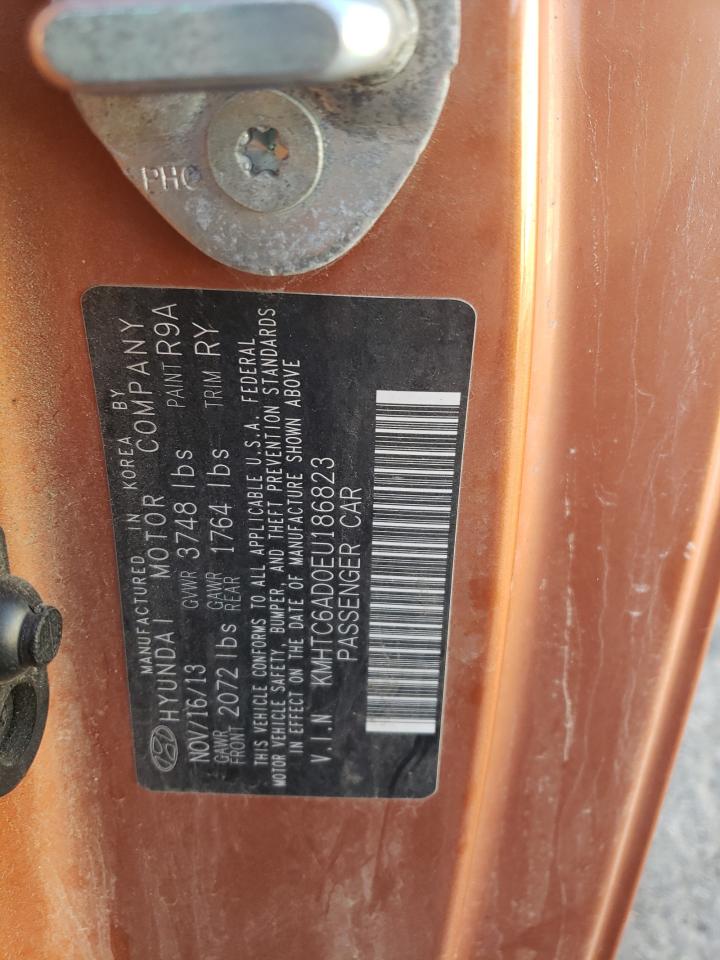 PHC
MANUFACTURED IN KOREA BY
HYUNDAI MOTOR COMPANY
NOV/16/13 GVWR 3748 lbs PAINT R9A
GAWR FRONT 2072 lbs GAWR REAR 1764 lbs TRIM RY
THIS VEHICLE CONFORMS TO ALL APPLICABLE U.S.A. FEDERAL
MOTOR VEHICLE SAFETY, BUMPER, AND THEFT PREVENTION STANDARDS
IN EFFECT ON THE DATE OF MANUFACTURE SHOWN ABOVE
V.I.N KMHTC6AD0EU186823
PASSENGER CAR